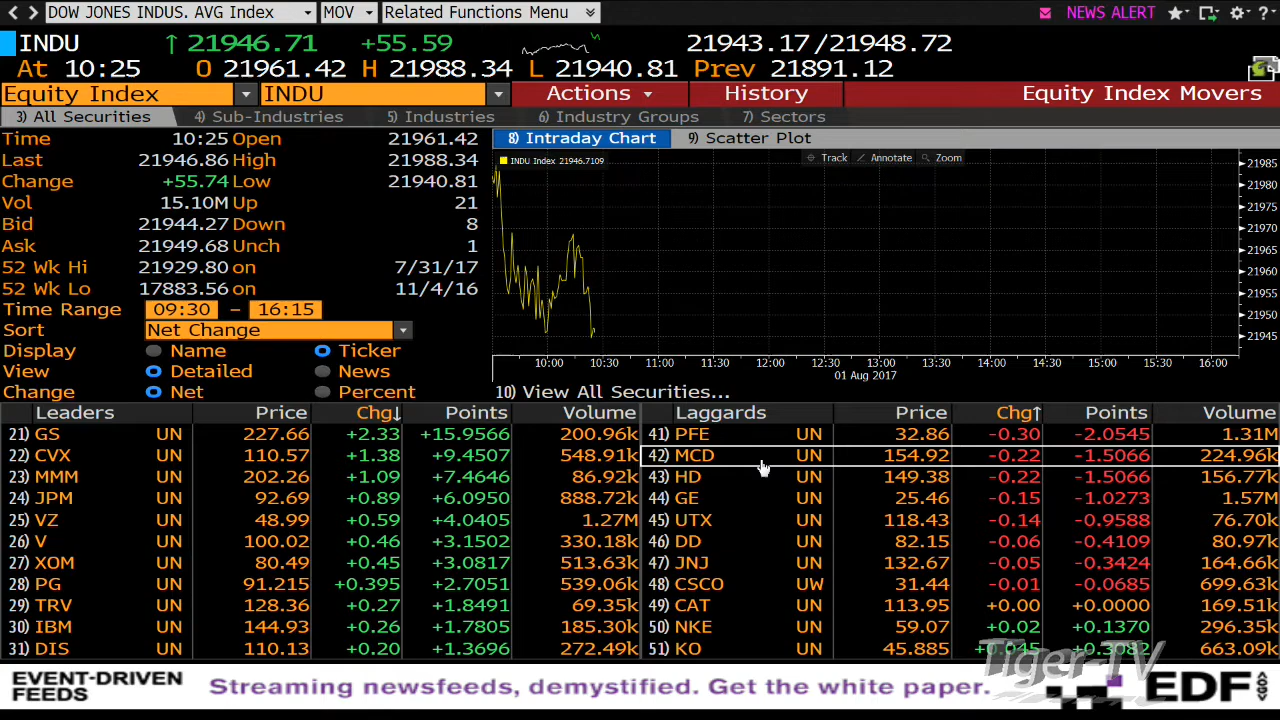 DOW JONES INDUS. AVG Index MOV Related Functions Menu NEWS ALERT ?
INDU ↑ 21946.71 +55.59 21943.17/21948.72
At 10:25 O 21961.42 H 21988.34 L 21940.81 Prev 21891.12
Equity Index INDU Actions History Equity Index Movers
3) All Securities 4) Sub-Industries 5) Industries 6) Industry Groups 7) Sectors
Time 10:25 Open 21961.42
Last 21946.86 High 21988.34
Change +55.74 Low 21940.81
Vol 15.10M Up 21
Bid 21944.27 Down 8
Ask 21949.68 Unch 1
52 Wk Hi 21929.80 on 7/31/17
52 Wk Lo 17883.56 on 11/4/16
Time Range 09:30 – 16:15
Sort Net Change
Display Name Ticker
View Detailed News
Change Net Percent
8) Intraday Chart 9) Scatter Plot
INDU Index 21946.7109 Track Annotate Zoom
21985
21980
21975
21970
21965
21960
21955
21950
21945
10:00 10:30 11:00 11:30 12:00 12:30 13:00 13:30 14:00 14:30 15:00 15:30 16:00
01 Aug 2017
10) View All Securities...
Leaders Price Chg↓ Points Volume Laggards Price Chg↑ Points Volume
21) GS UN 227.66 +2.33 +15.9566 200.96k 41) PFE UN 32.86 -0.30 -2.0545 1.31M
22) CVX UN 109.72 +1.38 +9.4507 548.91k 42) MCD UN 154.92 -0.22 -1.5066 224.96k
23) MMM UN 202.26 +1.09 +7.4646 86.92k 43) HD UN 149.38 -0.22 -1.5066 156.77k
24) JPM UN 92.69 +0.89 +6.0950 888.72k 44) GE UN 25.46 -0.15 -1.0273 1.57M
25) VZ UN 48.99 +0.59 +4.0405 1.27M 45) UTX UN 118.43 -0.14 -0.9588 76.70k
26) V UN 100.02 +0.46 +3.1502 330.18k 46) DD UN 82.15 -0.06 -0.4109 80.97k
27) XOM UN 80.49 +0.45 +3.0817 513.63k 47) JNJ UN 132.67 -0.05 -0.3424 164.66k
28) PG UN 91.215 +0.395 +2.7051 539.06k 48) CSCO UW 31.44 -0.01 -0.0685 699.63k
29) TRV UN 128.36 +0.27 +1.8491 69.35k 49) CAT UN 113.95 +0.00 +0.0000 169.51k
30) IBM UN 144.93 +0.26 +1.7805 185.30k 50) NKE UN 59.07 +0.02 +0.1370 296.35k
31) DIS UN 110.13 +0.20 +1.3696 272.49k 51) KO UN 45.885 +0.045 +0.3082 663.09k
Tiger-TV
EVENT-DRIVEN
FEEDS
Streaming newsfeeds, demystified. Get the white paper.
EDF